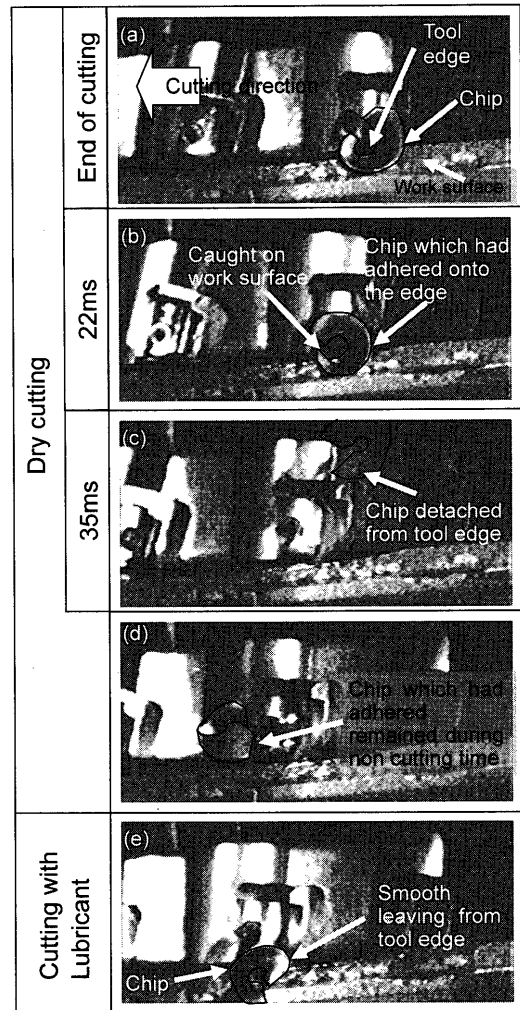 Dry cutting
End of cutting
(a)
Cutting direction
Tool
edge
Chip
Work surface
22ms
(b)
Caught on
work surface
Chip which had
adhered onto
the edge
35ms
(c)
Chip detached
from tool edge
(d)
Chip which had
adhered
remained during
non cutting time
Cutting with
Lubricant
(e)
Smooth
leaving, from
tool edge
Chip